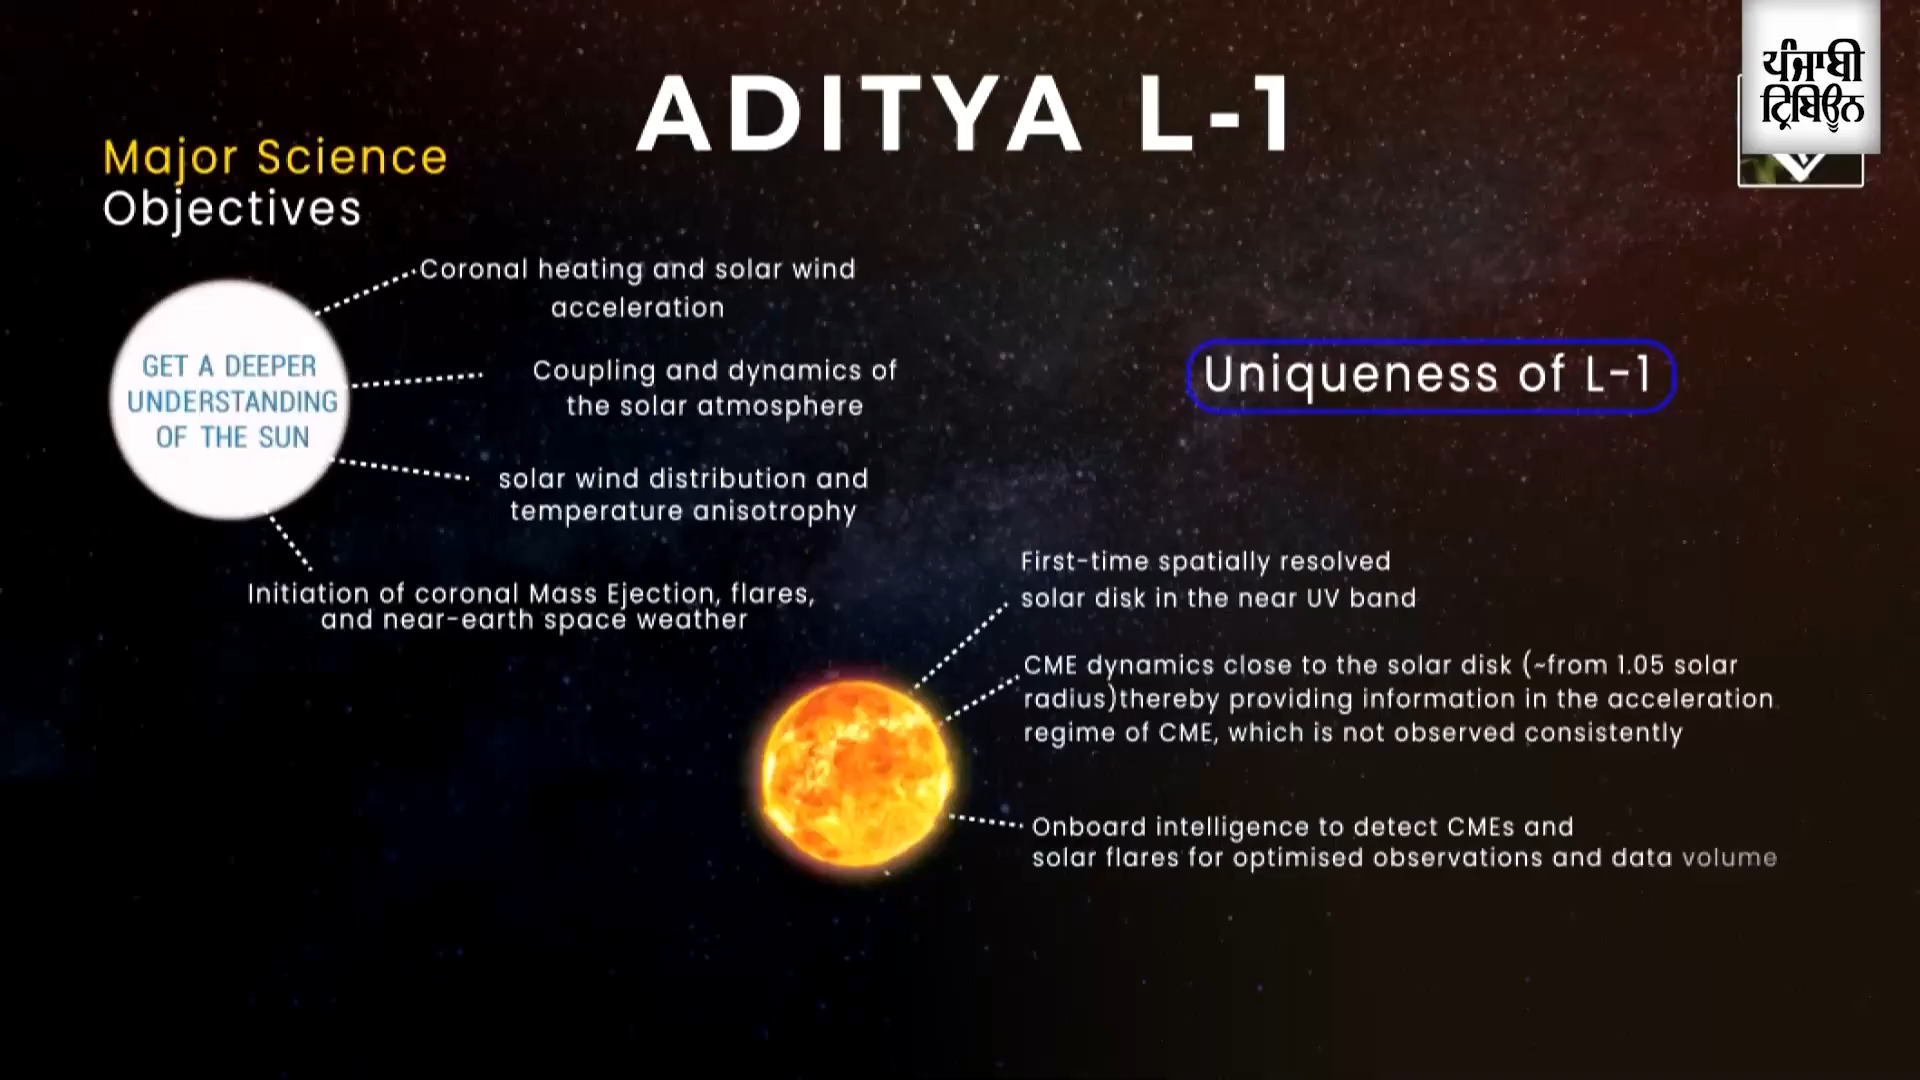 ADITYA L-1
ਪੰਜਾਬੀ
ਟ੍ਰਿਬਿਊਨ
Major Science
Objectives
GET A DEEPER
UNDERSTANDING
OF THE SUN
Coronal heating and solar wind
acceleration
Coupling and dynamics of
the solar atmosphere
solar wind distribution and
temperature anisotrophy
Initiation of coronal Mass Ejection, flares,
and near-earth space weather
Uniqueness of L-1
First-time spatially resolved
solar disk in the near UV band
CME dynamics close to the solar disk (~from 1.05 solar
radius)thereby providing information in the acceleration
regime of CME, which is not observed consistently
Onboard intelligence to detect CMEs and
solar flares for optimised observations and data volume